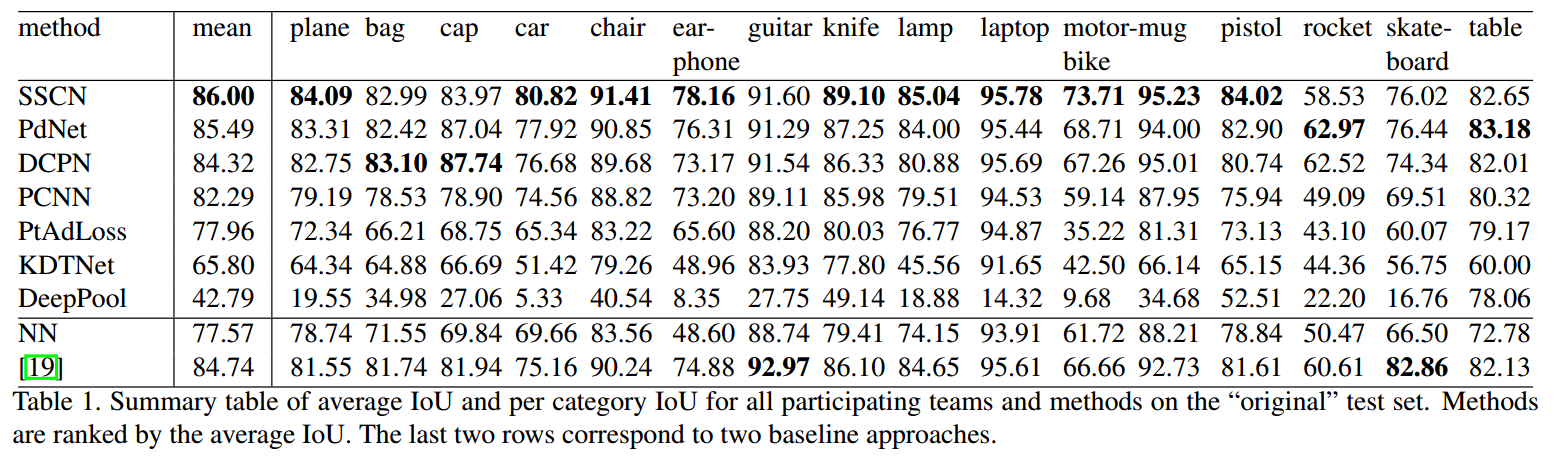 method mean plane bag cap car chair ear- guitar knife lamp laptop motor-mug pistol rocket skate- table
phone bike board
SSCN 86.00 84.09 82.99 83.97 80.82 91.41 78.16 91.60 89.10 85.04 95.78 73.71 95.23 84.02 58.53 76.02 82.65
PdNet 85.49 83.31 82.42 87.04 77.92 90.85 76.31 91.29 87.25 84.00 95.44 68.71 94.00 82.90 62.97 76.44 83.18
DCPN 84.32 82.75 83.10 87.74 76.68 89.68 73.17 91.54 86.33 80.88 95.69 67.26 95.01 80.74 62.52 74.34 82.01
PCNN 82.29 79.19 78.53 78.90 74.56 88.82 73.20 89.11 85.98 79.51 94.53 59.14 87.95 75.94 49.09 69.51 80.32
PtAdLoss 77.96 72.34 66.21 68.75 65.34 83.22 65.60 88.20 80.03 76.77 94.87 35.22 81.31 73.13 43.10 60.07 79.17
KDTNet 65.80 64.34 64.88 66.69 51.42 79.26 48.96 83.93 77.80 45.56 91.65 42.50 66.14 65.15 44.36 56.75 60.00
DeepPool 42.79 19.55 34.98 27.06 5.33 40.54 8.35 27.75 49.14 18.88 14.32 9.68 34.68 52.51 22.20 16.76 78.06
NN 77.57 78.74 71.55 69.84 69.66 83.56 48.60 88.74 79.41 74.15 93.91 61.72 88.21 78.84 50.47 66.50 72.78
[19] 84.74 81.55 81.74 81.94 75.16 90.24 74.88 92.97 86.10 84.65 95.61 66.66 92.73 81.61 60.61 82.86 82.13
Table 1. Summary table of average IoU and per category IoU for all participating teams and methods on the “original” test set. Methods
are ranked by the average IoU. The last two rows correspond to two baseline approaches.